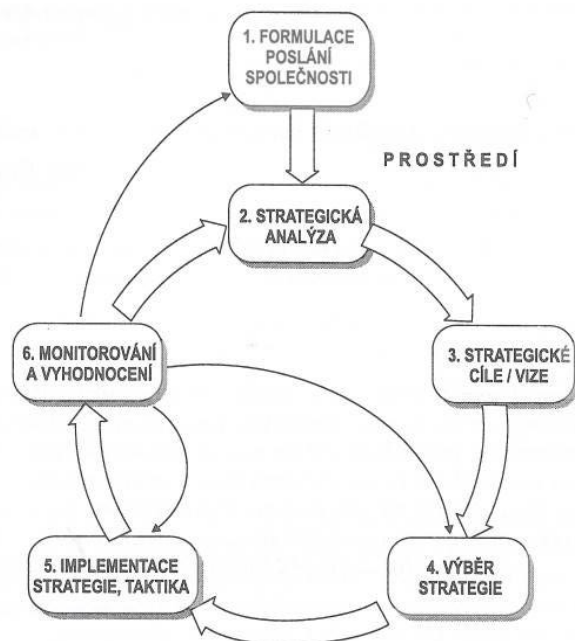 1. FORMULACE
POSLÁNÍ
SPOLEČNOSTI
PROSTŘEDÍ
2. STRATEGICKÁ
ANALÝZA
3. STRATEGICKÉ
CÍLE / VIZE
6. MONITOROVÁNÍ
A VYHODNOCENÍ
5. IMPLEMENTACE
STRATEGIE, TAKTIKA
4. VÝBĚR
STRATEGIE